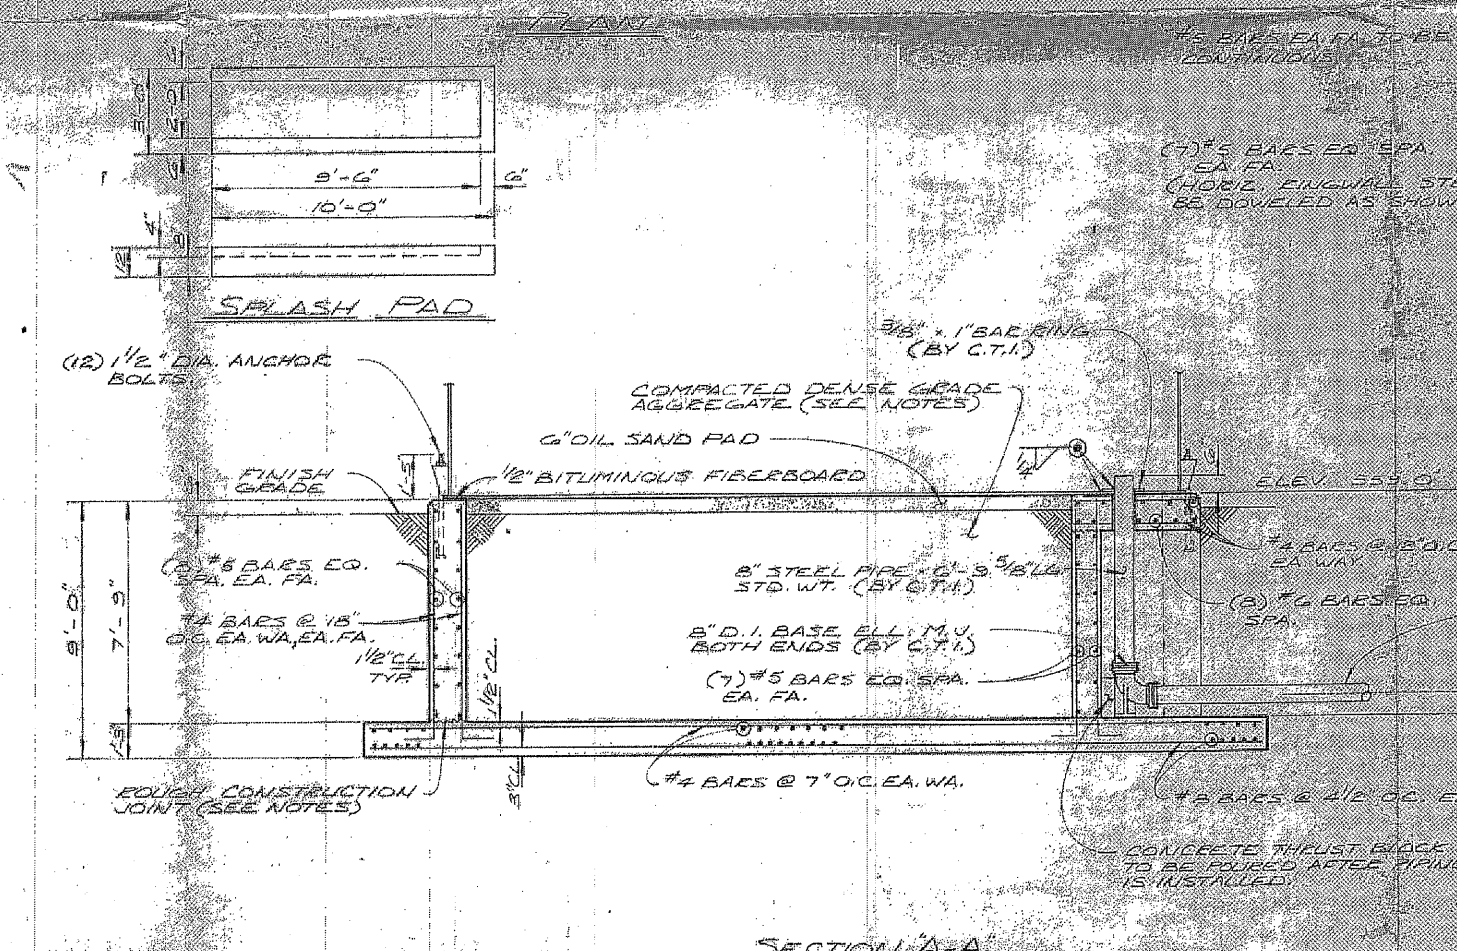 PLAN
#5 BARS EA. FA. TO BE
CONTINUOUS
(7) #5 BARS EQ. SPA.
EA. FA.
(HORIZ. RINGWALL
BE DOWELED AS SHOW
3'-0"
2'-0"
6"
9'-6"
6"
10'-0"
4"
8"
12"
SPLASH PAD
(12) 1 1/2" DIA. ANCHOR
BOLTS
3/8" x 1" BAR RING
(BY C.T.I.)
COMPACTED DENSE GRADE
AGGREGATE (SEE NOTES)
6" OIL SAND PAD
FINISH
GRADE
1/2" BITUMINOUS FIBERBOARD
ELEV. 559.0
BARS EQ.
SPA. EA. FA.
#4 BARS @ 18"
O.C. EA. WA, EA. FA.
1 1/2" CL.
TYP.
1 1/2" CL.
9'-0"
7'-9"
1'-3"
8" STEEL PIPE - 6'-9 5/8" LG
STD. WT. (BY C.T.I.)
8" D.I. BASE ELL. M.J.
BOTH ENDS (BY C.T.I.)
(7) #5 BARS EQ. SPA.
EA. FA.
EA. WAY
(8) #6 BARS EQ.
SPA.
ROUGH CONSTRUCTION
JOINT (SEE NOTES)
3" CL.
#4 BARS @ 7" O.C. EA. WA.
BARS @ 4 1/2" O.C.
CONCRETE THRUST BLOCK
TO BE POURED AFTER PIPING
IS INSTALLED.
SECTION "A-A"